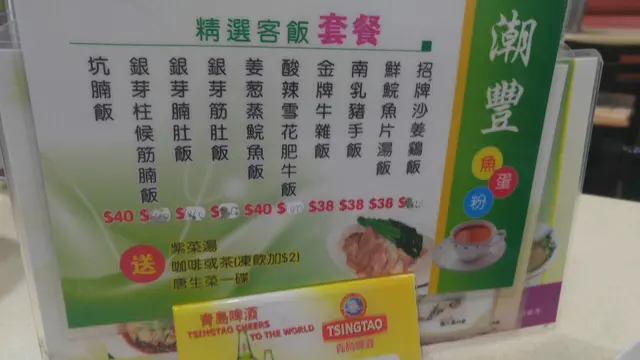 精選客飯 套餐
招牌沙姜鷄飯
鮮鯇魚片湯飯
南乳豬手飯
金牌牛雜飯
酸辣雪花肥牛飯
姜葱蒸鯇魚飯
銀芽筋肚飯
銀芽腩肚飯
銀芽柱候筋腩飯
坑腩飯
$40 $ $ $ $40 $ $38 $38 $38 $
送
紫菜湯
咖啡或茶(凍飲加$2)
唐生菜一碟
潮豐
魚蛋粉
青島啤酒
TSINGTAO CHEERS
TO THE WORLD
TSINGTAO
青島啤酒